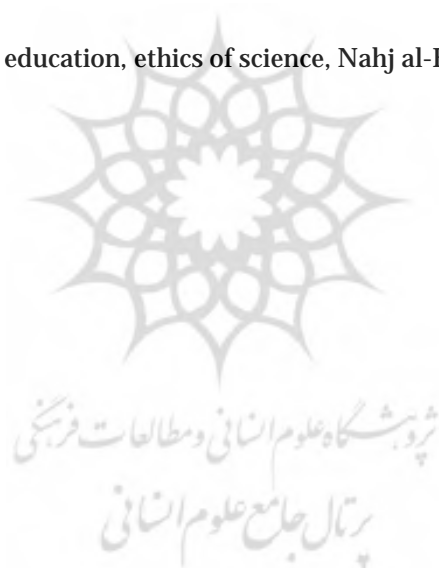 education, ethics of science, Nahj al-
پژوهشگاه علوم انسانی و مطالعات فرهنگی
پرتال جامع علوم انسانی